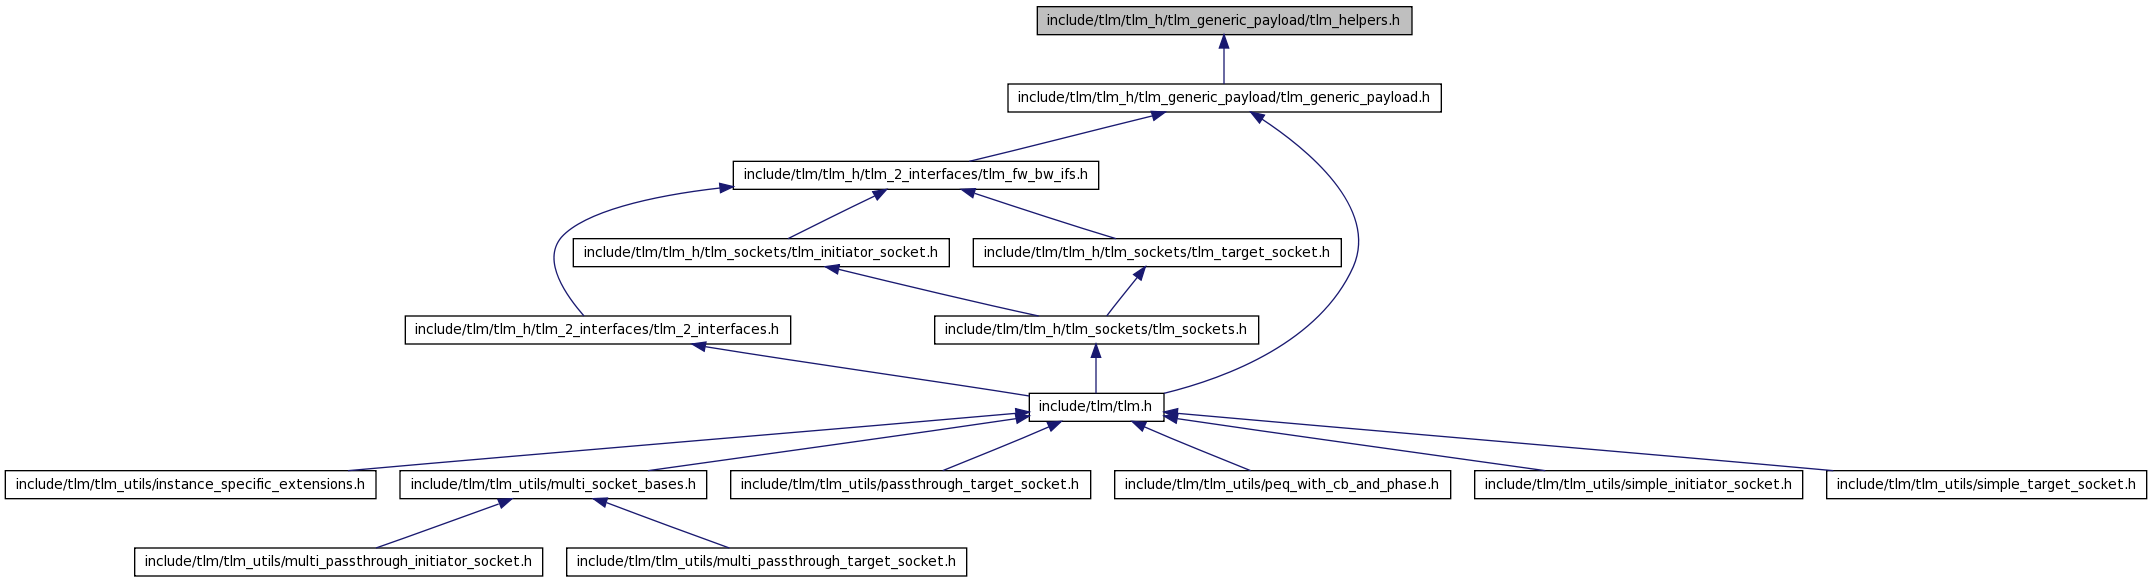 include/tlm/tlm_h/tlm_generic_payload/tlm_helpers.h
include/tlm/tlm_h/tlm_generic_payload/tlm_generic_payload.h
include/tlm/tlm_h/tlm_2_interfaces/tlm_fw_bw_ifs.h
include/tlm/tlm_h/tlm_sockets/tlm_initiator_socket.h
include/tlm/tlm_h/tlm_sockets/tlm_target_socket.h
include/tlm/tlm_h/tlm_2_interfaces/tlm_2_interfaces.h
include/tlm/tlm_h/tlm_sockets/tlm_sockets.h
include/tlm/tlm.h
include/tlm/tlm_utils/instance_specific_extensions.h
include/tlm/tlm_utils/multi_socket_bases.h
include/tlm/tlm_utils/passthrough_target_socket.h
include/tlm/tlm_utils/peq_with_cb_and_phase.h
include/tlm/tlm_utils/simple_initiator_socket.h
include/tlm/tlm_utils/simple_target_socket.h
include/tlm/tlm_utils/multi_passthrough_initiator_socket.h
include/tlm/tlm_utils/multi_passthrough_target_socket.h